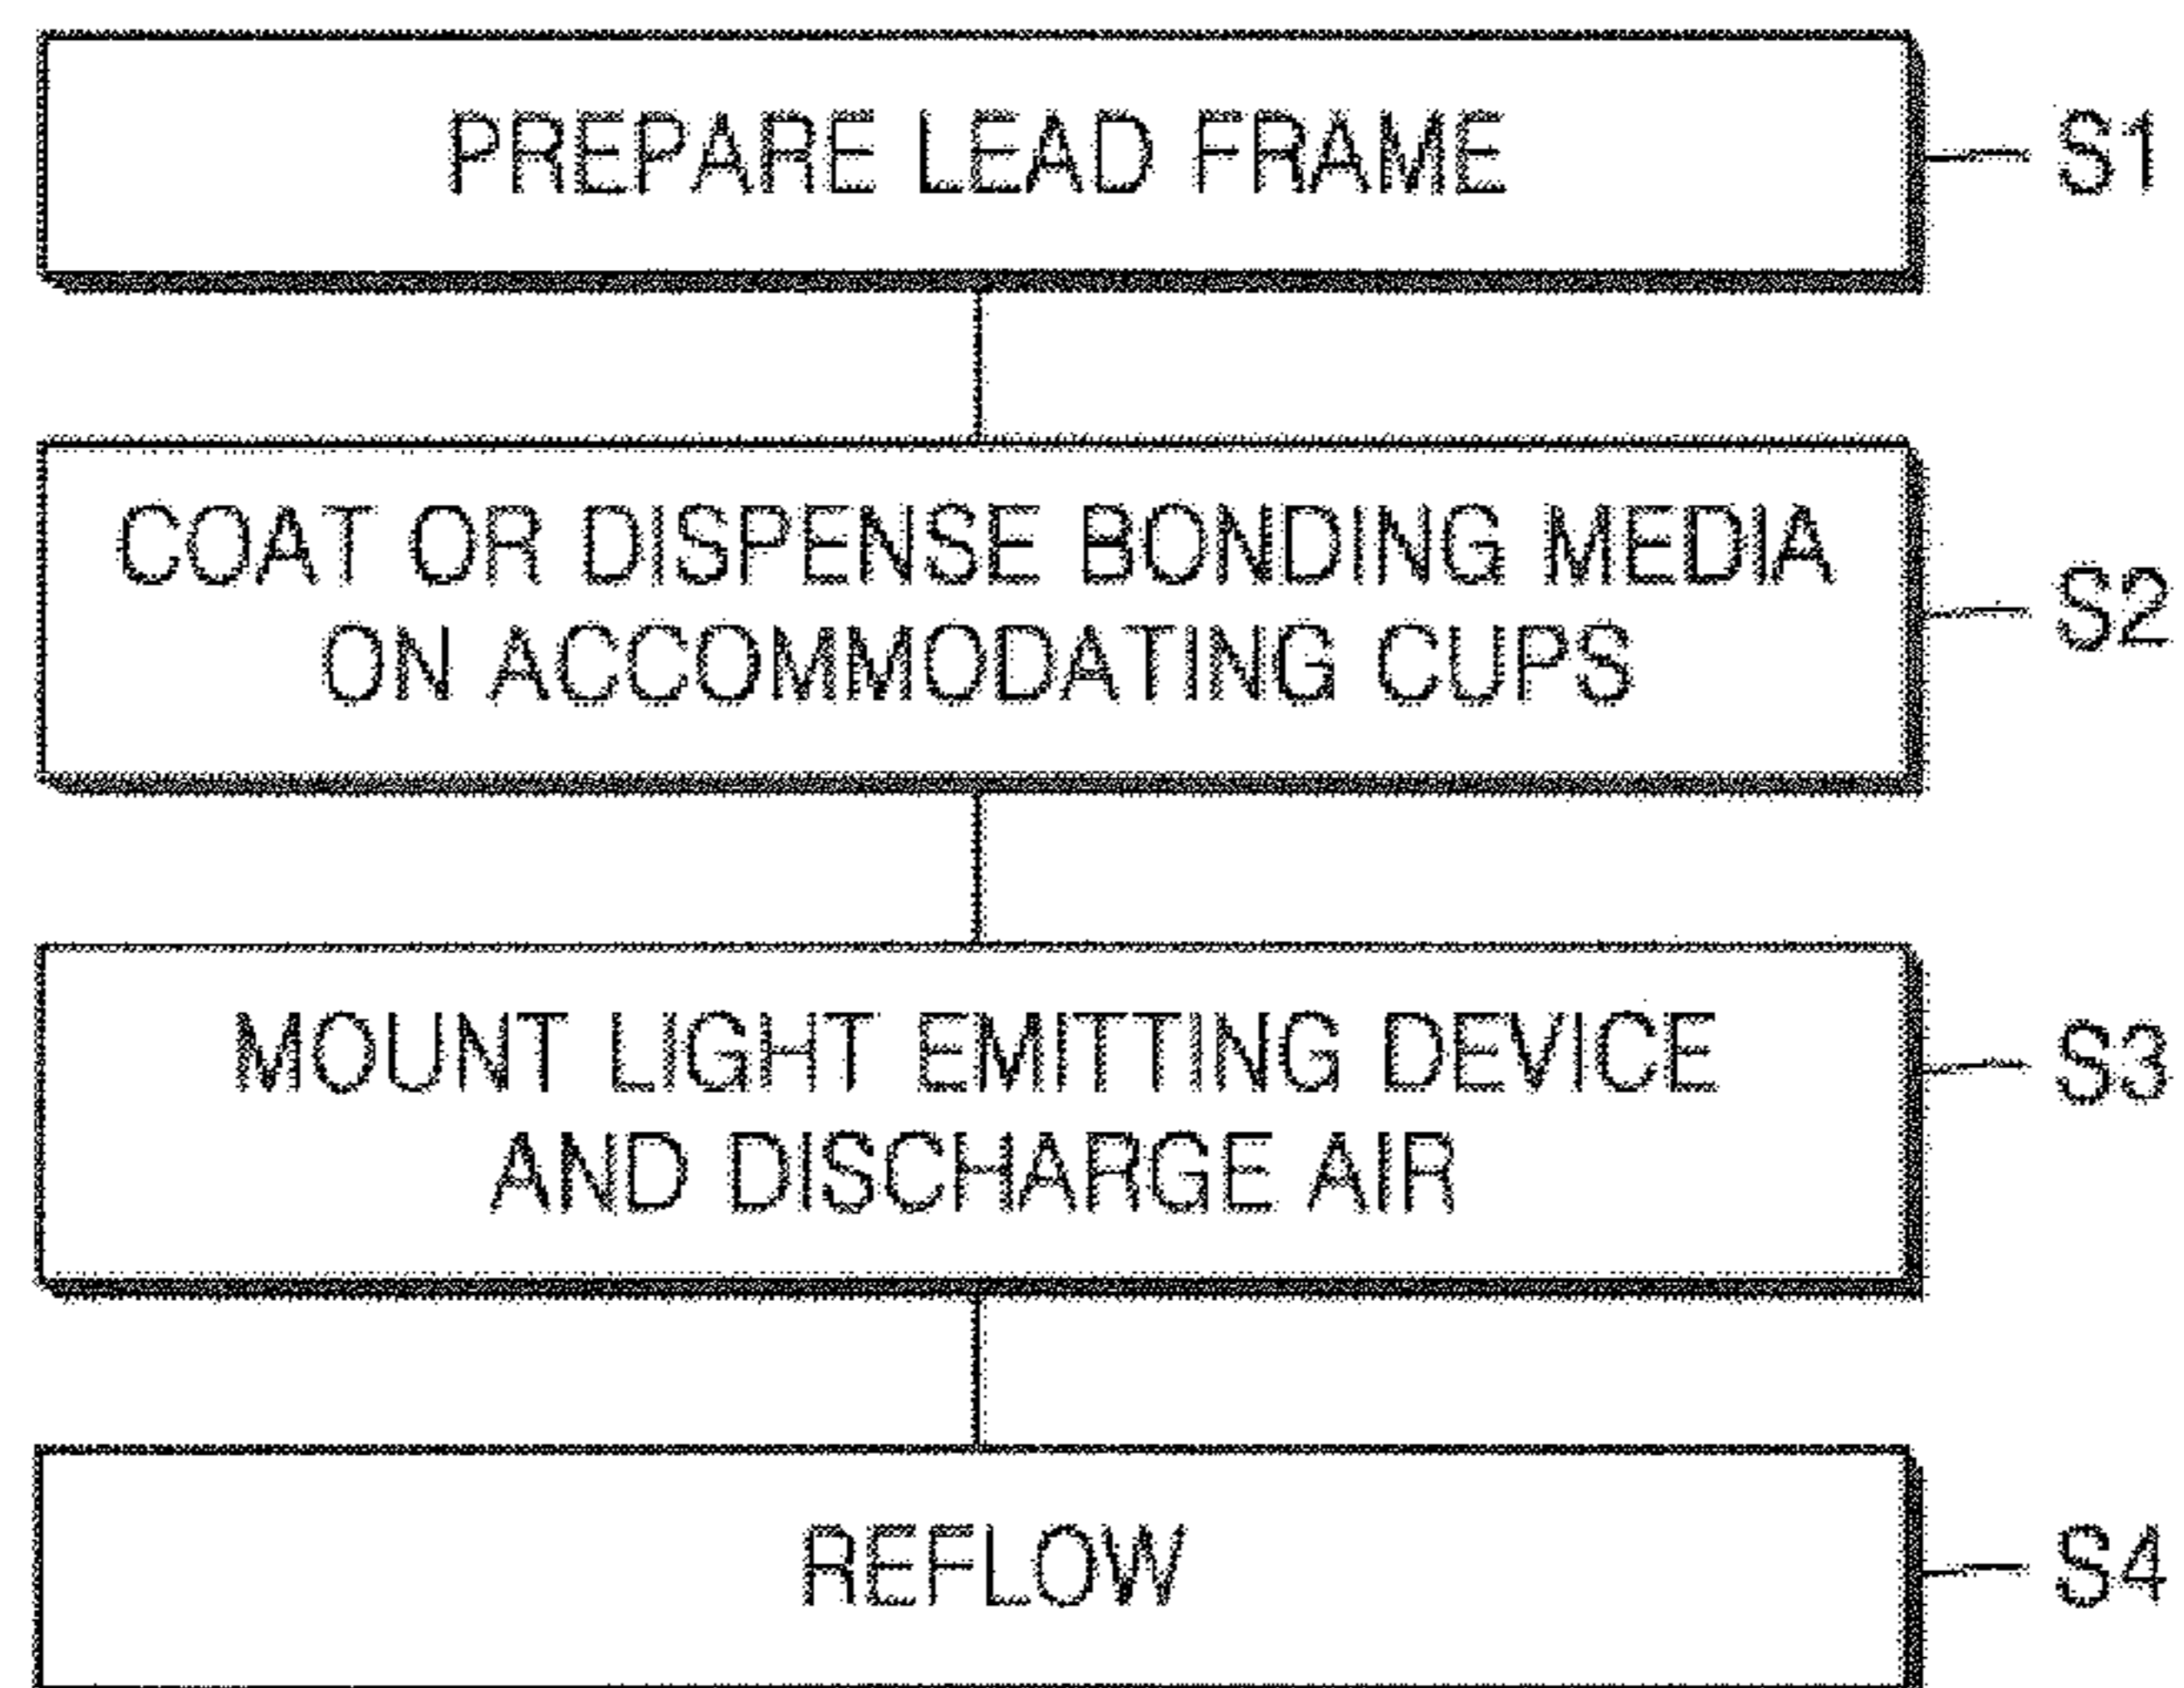 PREPARE LEAD FRAME
S1
COAT OR DISPENSE BONDING MEDIA
ON ACCOMMODATING CUPS
S2
MOUNT LIGHT EMITTING DEVICE
AND DISCHARGE AIR
S3
REFLOW
S4